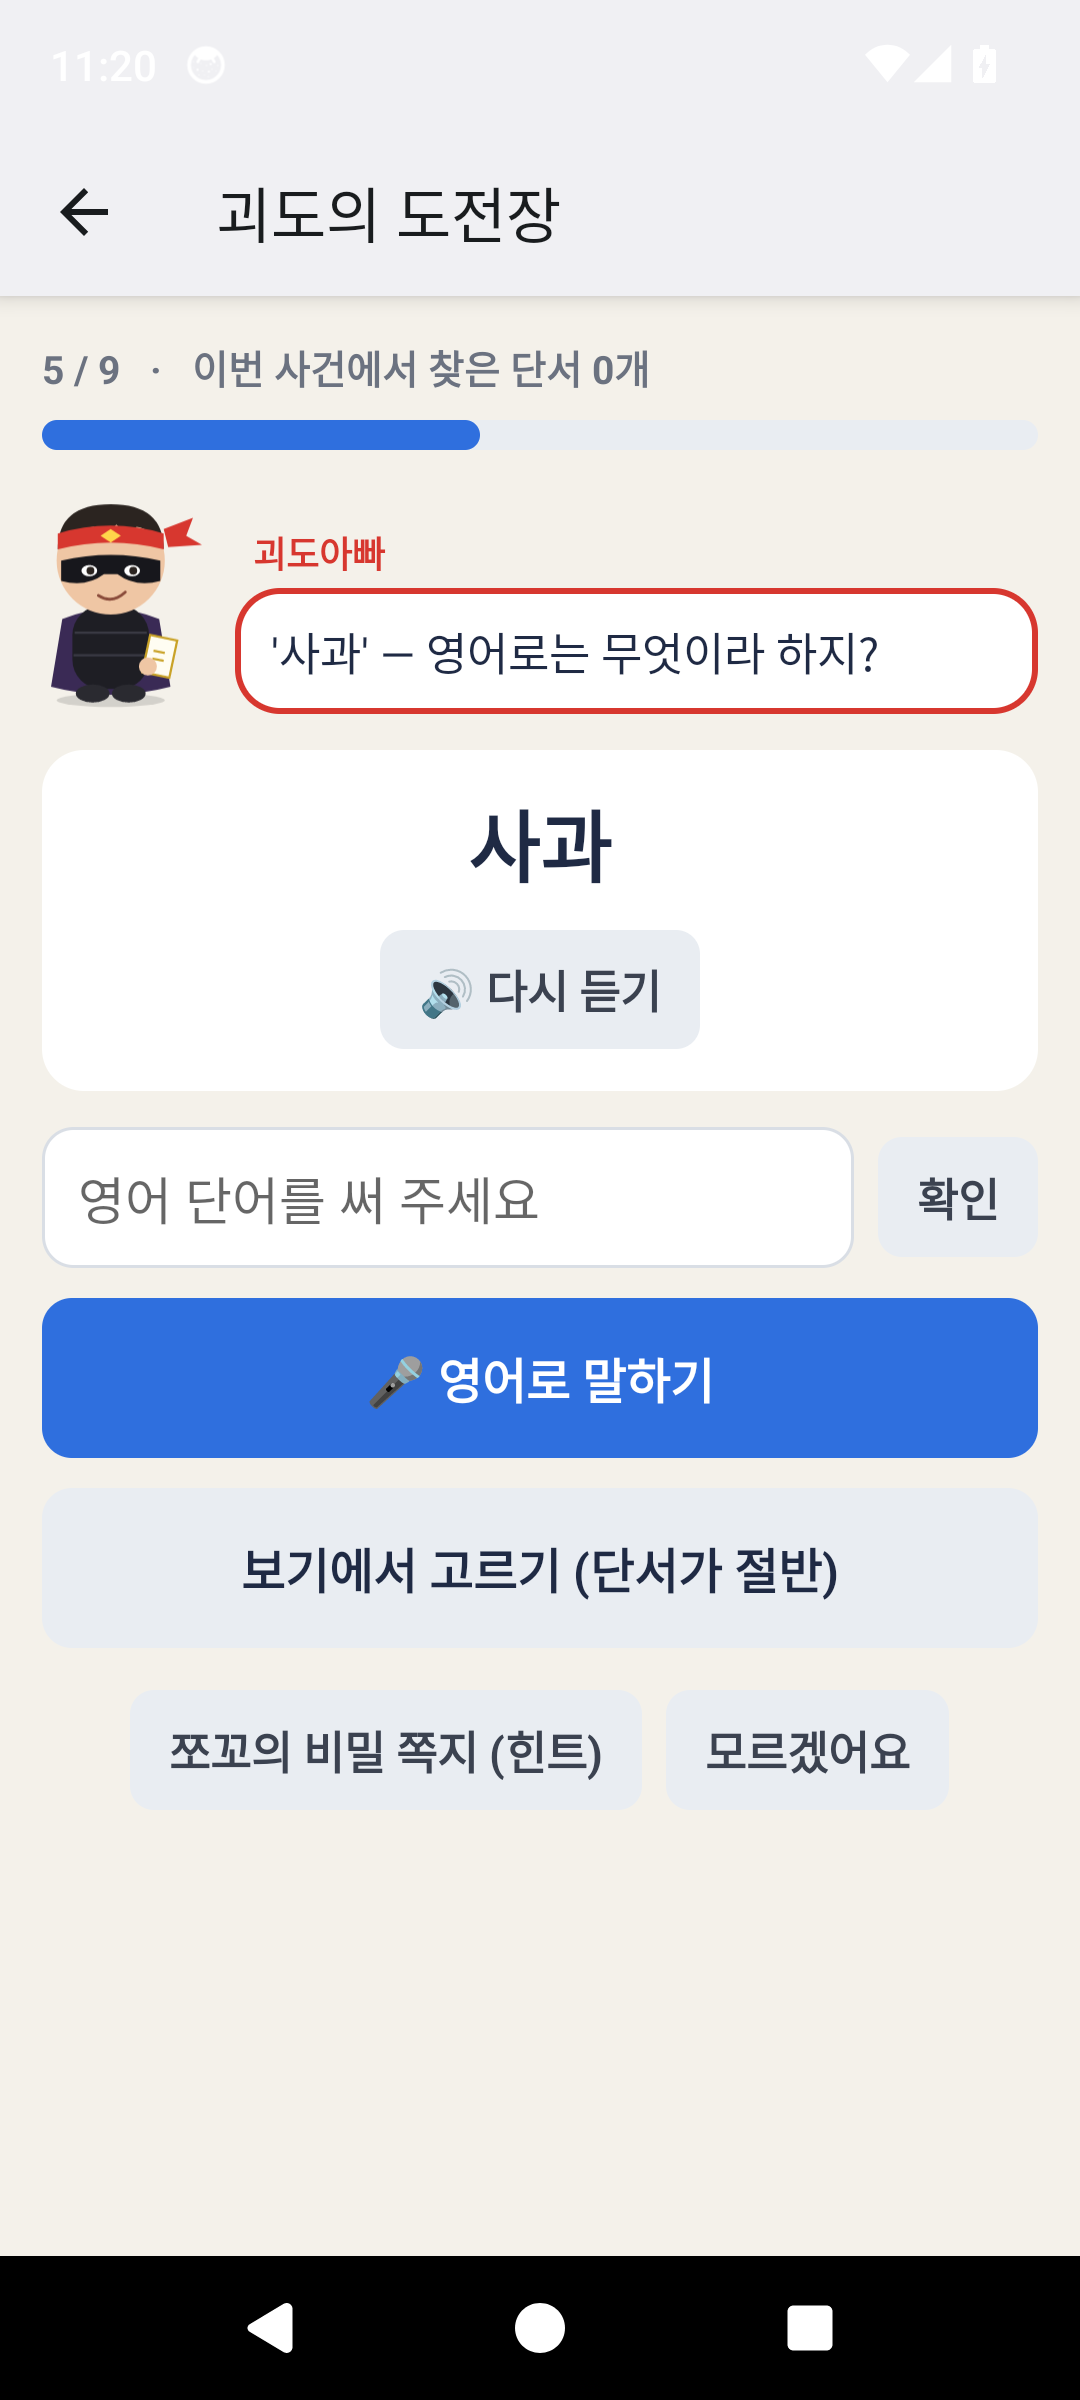 11:20
괴도의 도전장
5 / 9 · 이번 사건에서 찾은 단서 0개
괴도아빠
'사과' – 영어로는 무엇이라 하지?
사과
다시 듣기
영어 단어를 써 주세요
확인
영어로 말하기
보기에서 고르기 (단서가 절반)
쪼꼬의 비밀 쪽지 (힌트)
모르겠어요